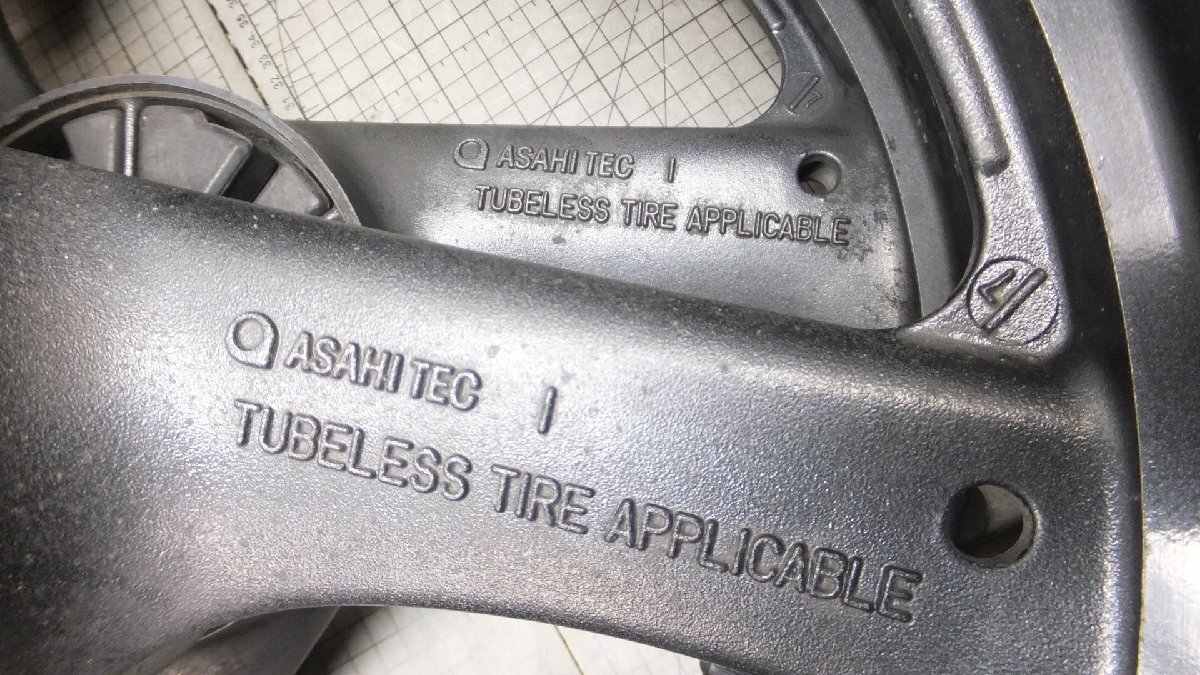 ASAHI TEC I
TUBELESS TIRE APPLICABLE
ASAHI TEC I
TUBELESS TIRE APPLICABLE